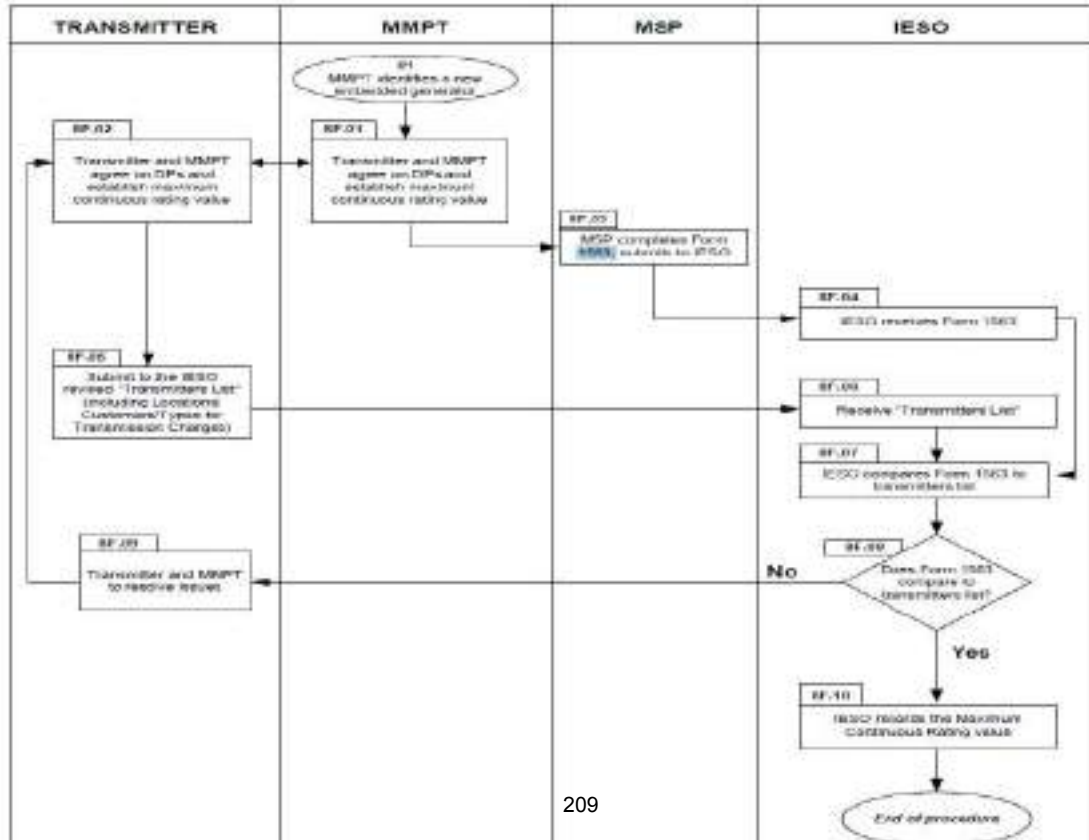 TRANSMITTER
MMPT
MSP
IESO
MMPT identifies a new
embedded generator
8F.02
Transmitter and MMPT
agree on DPs and
establish maximum
continuous rating value
8F.01
Transmitter and MMPT
agree on DPs and
establish maximum
continuous rating value
8F.03
MSP completes Form
1563, submits to IESO
8F.04
IESO receives Form 1563
8F.05
Submit to the IESO
revised "Transmitters List"
(including Locations
Customers/Types for
Transmission Charges)
8F.06
Receive "Transmitters List"
8F.07
IESO compares Form 1563 to
transmitters list
8F.09
Transmitter and MMPT
to resolve issues
No
Does Form 1563
compare to
transmitters list?
Yes
8F.10
IESO records the Maximum
Continuous Rating value
209
End of procedure